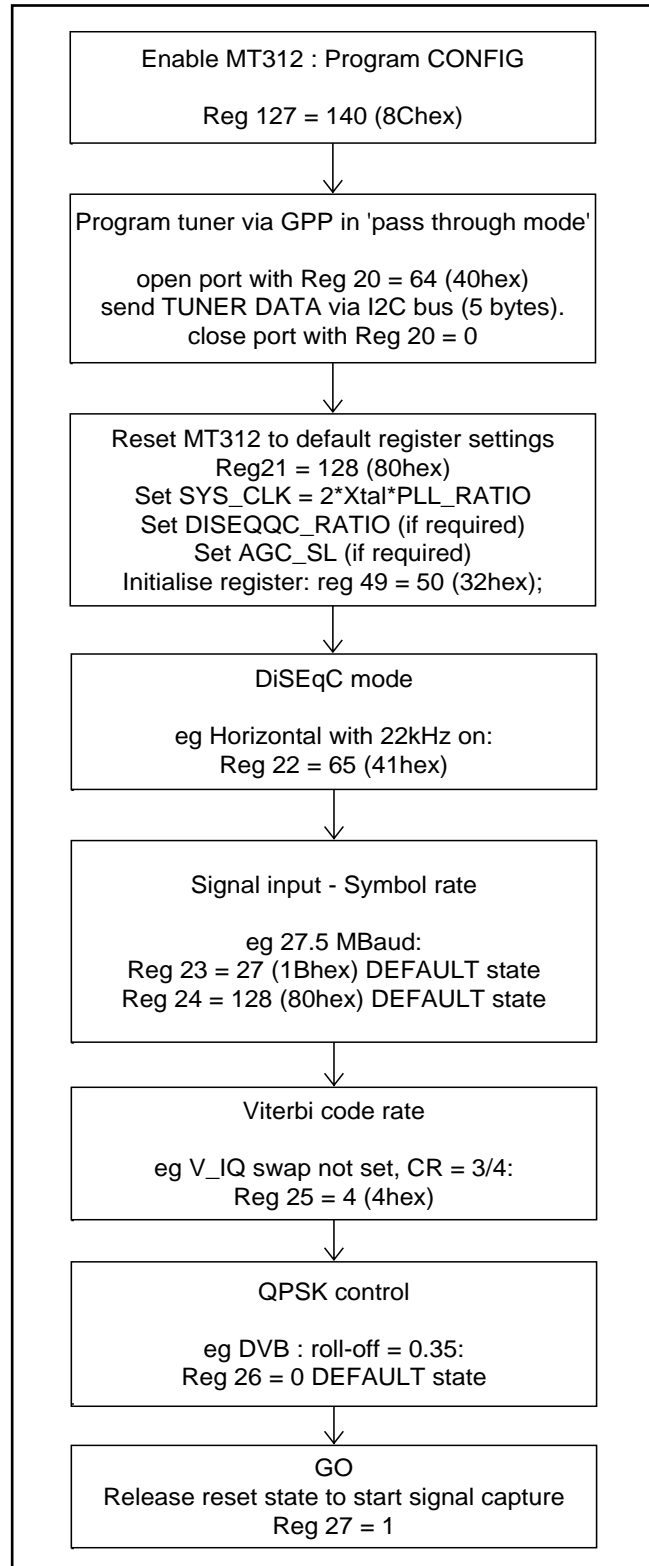 Enable MT312 : Program CONFIG
Reg 127 = 140 (8Chex)
Program tuner via GPP in 'pass through mode'
open port with Reg 20 = 64 (40hex)
send TUNER DATA via I2C bus (5 bytes).
close port with Reg 20 = 0
Reset MT312 to default register settings
Reg21 = 128 (80hex)
Set SYS_CLK = 2*Xtal*PLL_RATIO
Set DISEQQC_RATIO (if required)
Set AGC_SL (if required)
Initialise register: reg 49 = 50 (32hex);
DiSEqC mode
eg Horizontal with 22kHz on:
Reg 22 = 65 (41hex)
Signal input - Symbol rate
eg 27.5 MBaud:
Reg 23 = 27 (1Bhex) DEFAULT state
Reg 24 = 128 (80hex) DEFAULT state
Viterbi code rate
eg V_IQ swap not set, CR = 3/4:
Reg 25 = 4 (4hex)
QPSK control
eg DVB : roll-off = 0.35:
Reg 26 = 0 DEFAULT state
GO
Release reset state to start signal capture
Reg 27 = 1